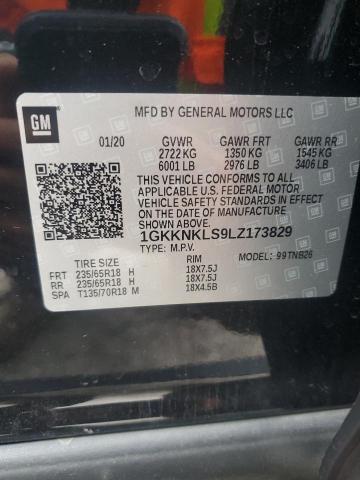 GM
MFD BY GENERAL MOTORS LLC
01/20 GVWR GAWR FRT GAWR RR
2722 KG 1350 KG 1545 KG
6001 LB 2976 LB 3406 LB
THIS VEHICLE CONFORMS TO ALL
APPLICABLE U.S. FEDERAL MOTOR
VEHICLE SAFETY STANDARDS IN EFFECT
ON THE DATE OF MANUFACTURE
SHOWN ABOVE.
1GKKNKLS9LZ173829
TYPE: M.P.V. MODEL: 99TNB26
TIRE SIZE RIM
FRT 235/65R18 H 18X7.5J
RR 235/65R18 H 18X7.5J
SPA T135/70R18 M 18X4.5B